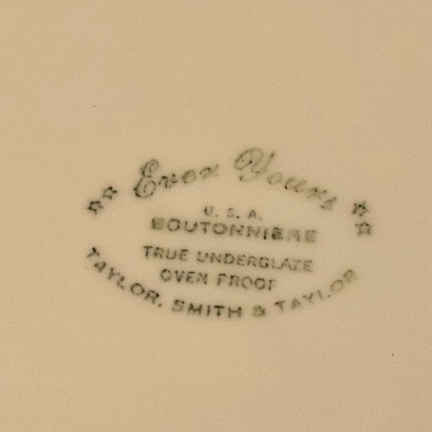 Ever Yours
U. S. A.
BOUTONNIERE
TRUE UNDERGLAZE
OVEN PROOF
TAYLOR, SMITH & TAYLOR